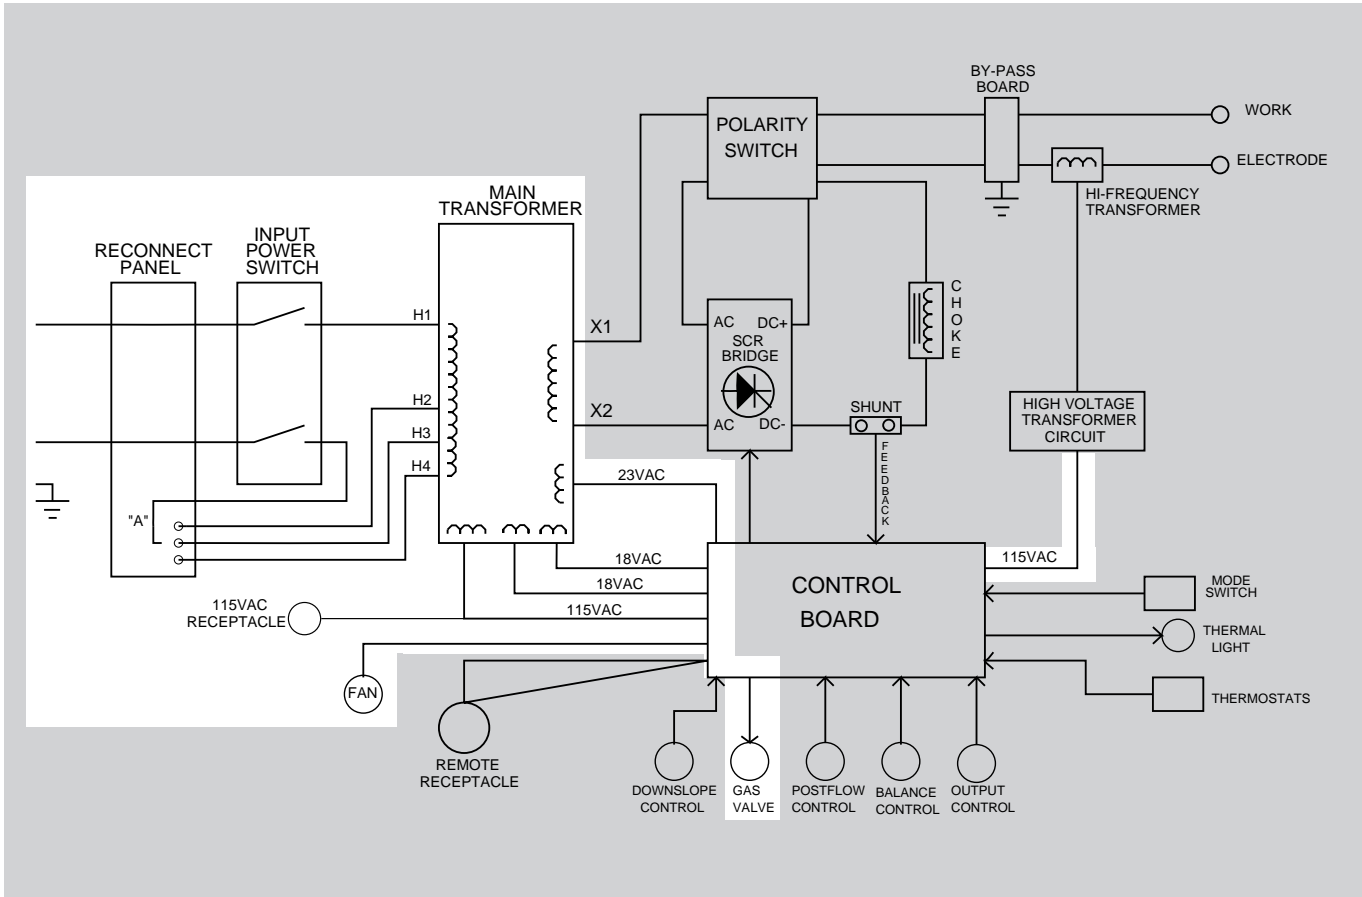 BY-PASS
BOARD
WORK
POLARITY
SWITCH
ELECTRODE
HI-FREQUENCY
TRANSFORMER
MAIN
TRANSFORMER
INPUT
POWER
SWITCH
RECONNECT
PANEL
H1
X1
AC
DC+
SCR
BRIDGE
CHOKE
H2
X2
AC
DC-
SHUNT
HIGH VOLTAGE
TRANSFORMER
CIRCUIT
H3
H4
FEEDBACK
23VAC
"A"
18VAC
115VAC
CONTROL
BOARD
18VAC
MODE
SWITCH
115VAC
RECEPTACLE
115VAC
THERMAL
LIGHT
FAN
THERMOSTATS
REMOTE
RECEPTACLE
DOWNSLOPE
CONTROL
GAS
VALVE
POSTFLOW
CONTROL
BALANCE
CONTROL
OUTPUT
CONTROL